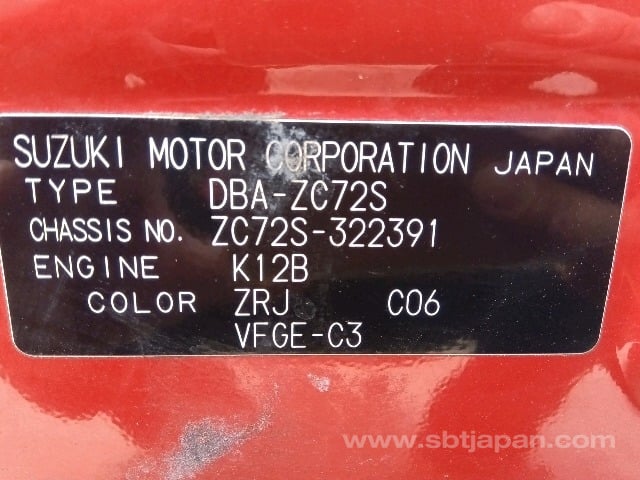 SUZUKI MOTOR CORPORATION JAPAN
TYPE DBA-ZC72S
CHASSIS NO. ZC72S-322391
ENGINE K12B
COLOR ZRJ C06
VFGE-C3
www.sbtjapan.com